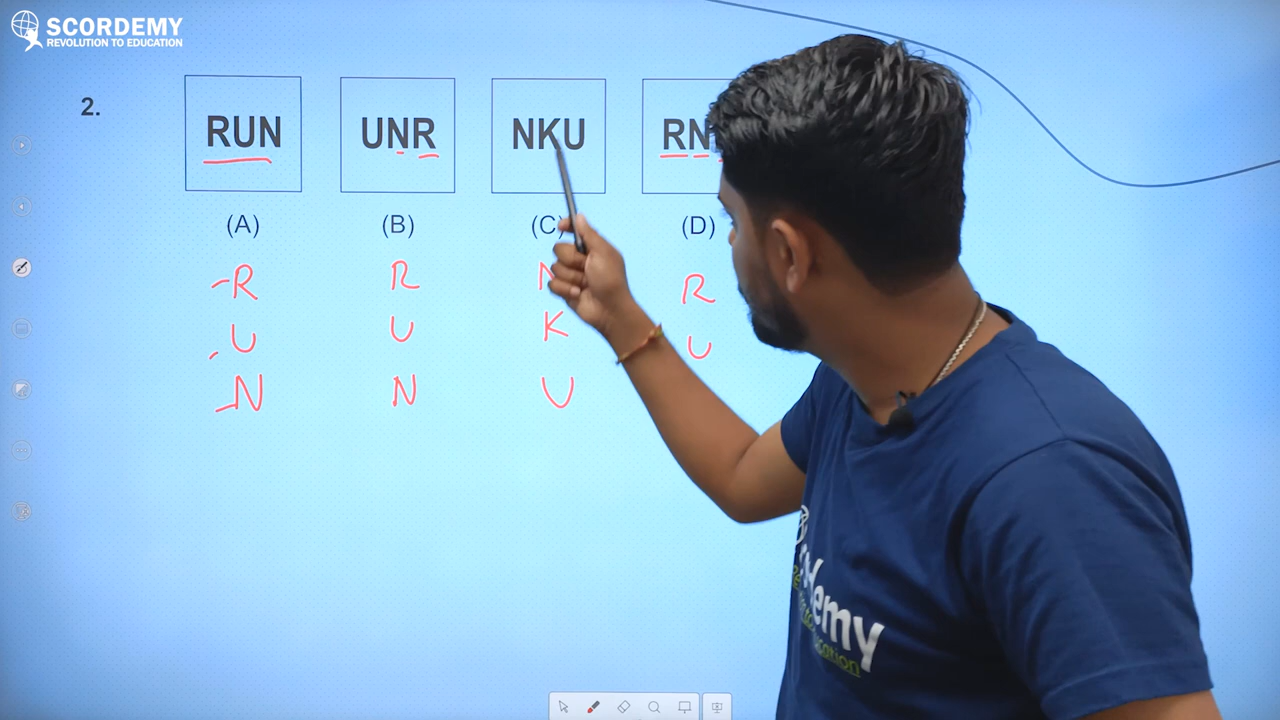 SCORDEMY
REVOLUTION TO EDUCATION
2.
RUN UNR NKU RN
(A) (B) (C) (D)
R R R
U U K U
N N U